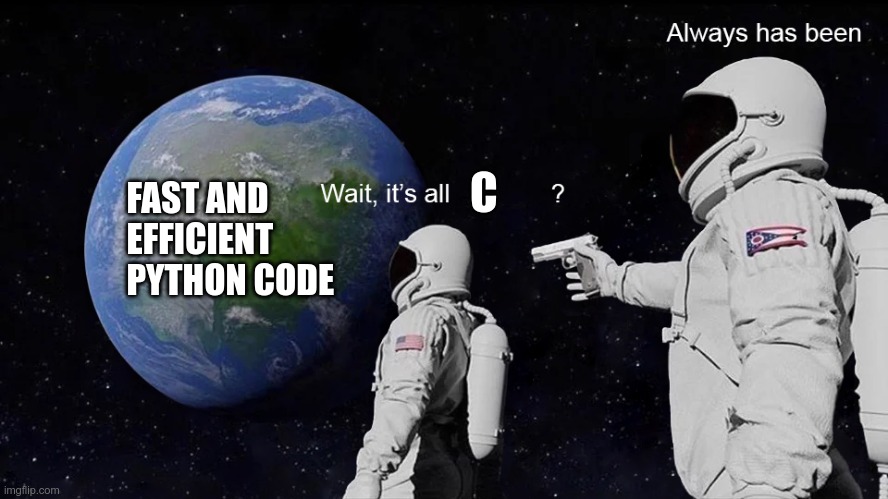 Always has been
Wait, it's all C ?
FAST AND
EFFICIENT
PYTHON CODE
imgflip.com